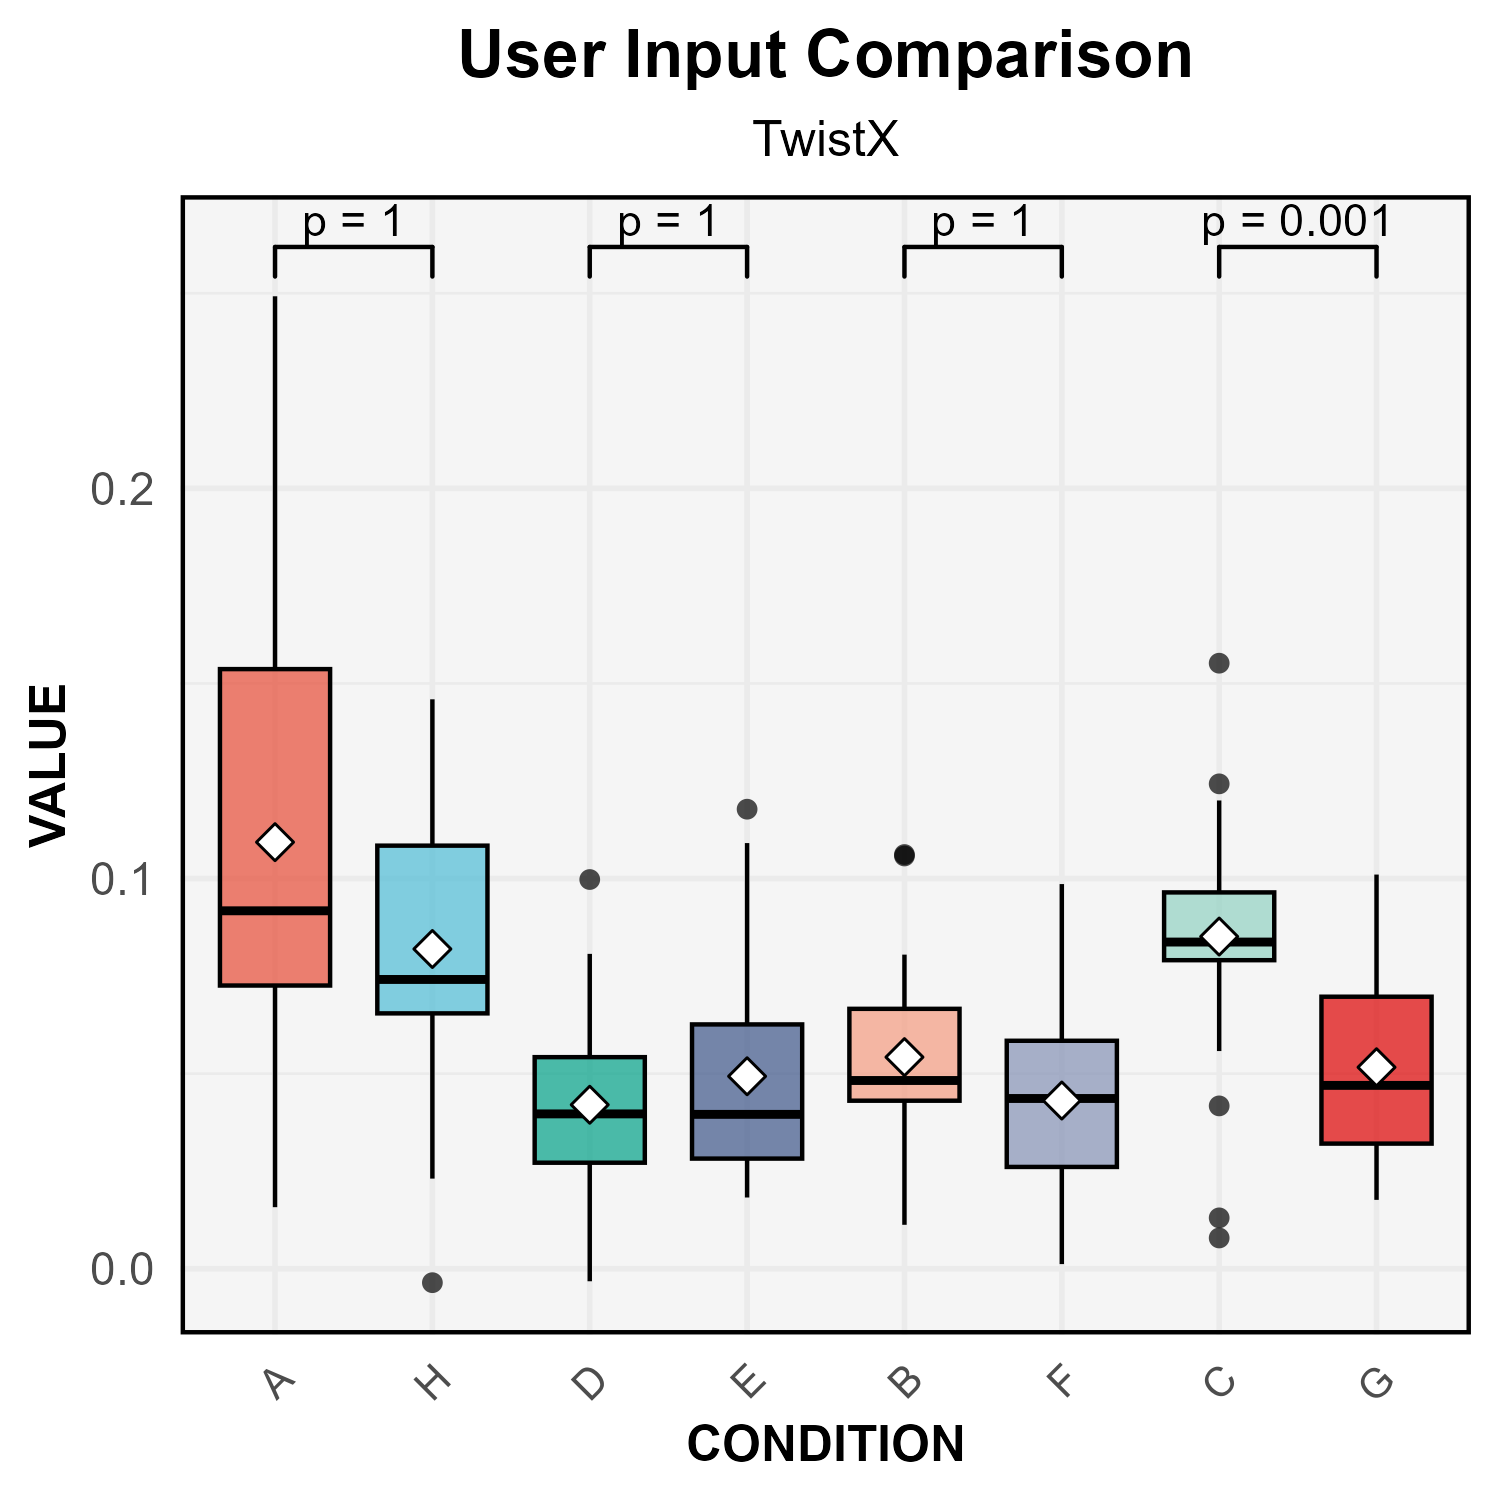 User Input Comparison
TwistX
p = 1
p = 1
p = 1
p = 0.001
VALUE
0.2
0.1
0.0
A
H
D
E
B
F
C
G
CONDITION